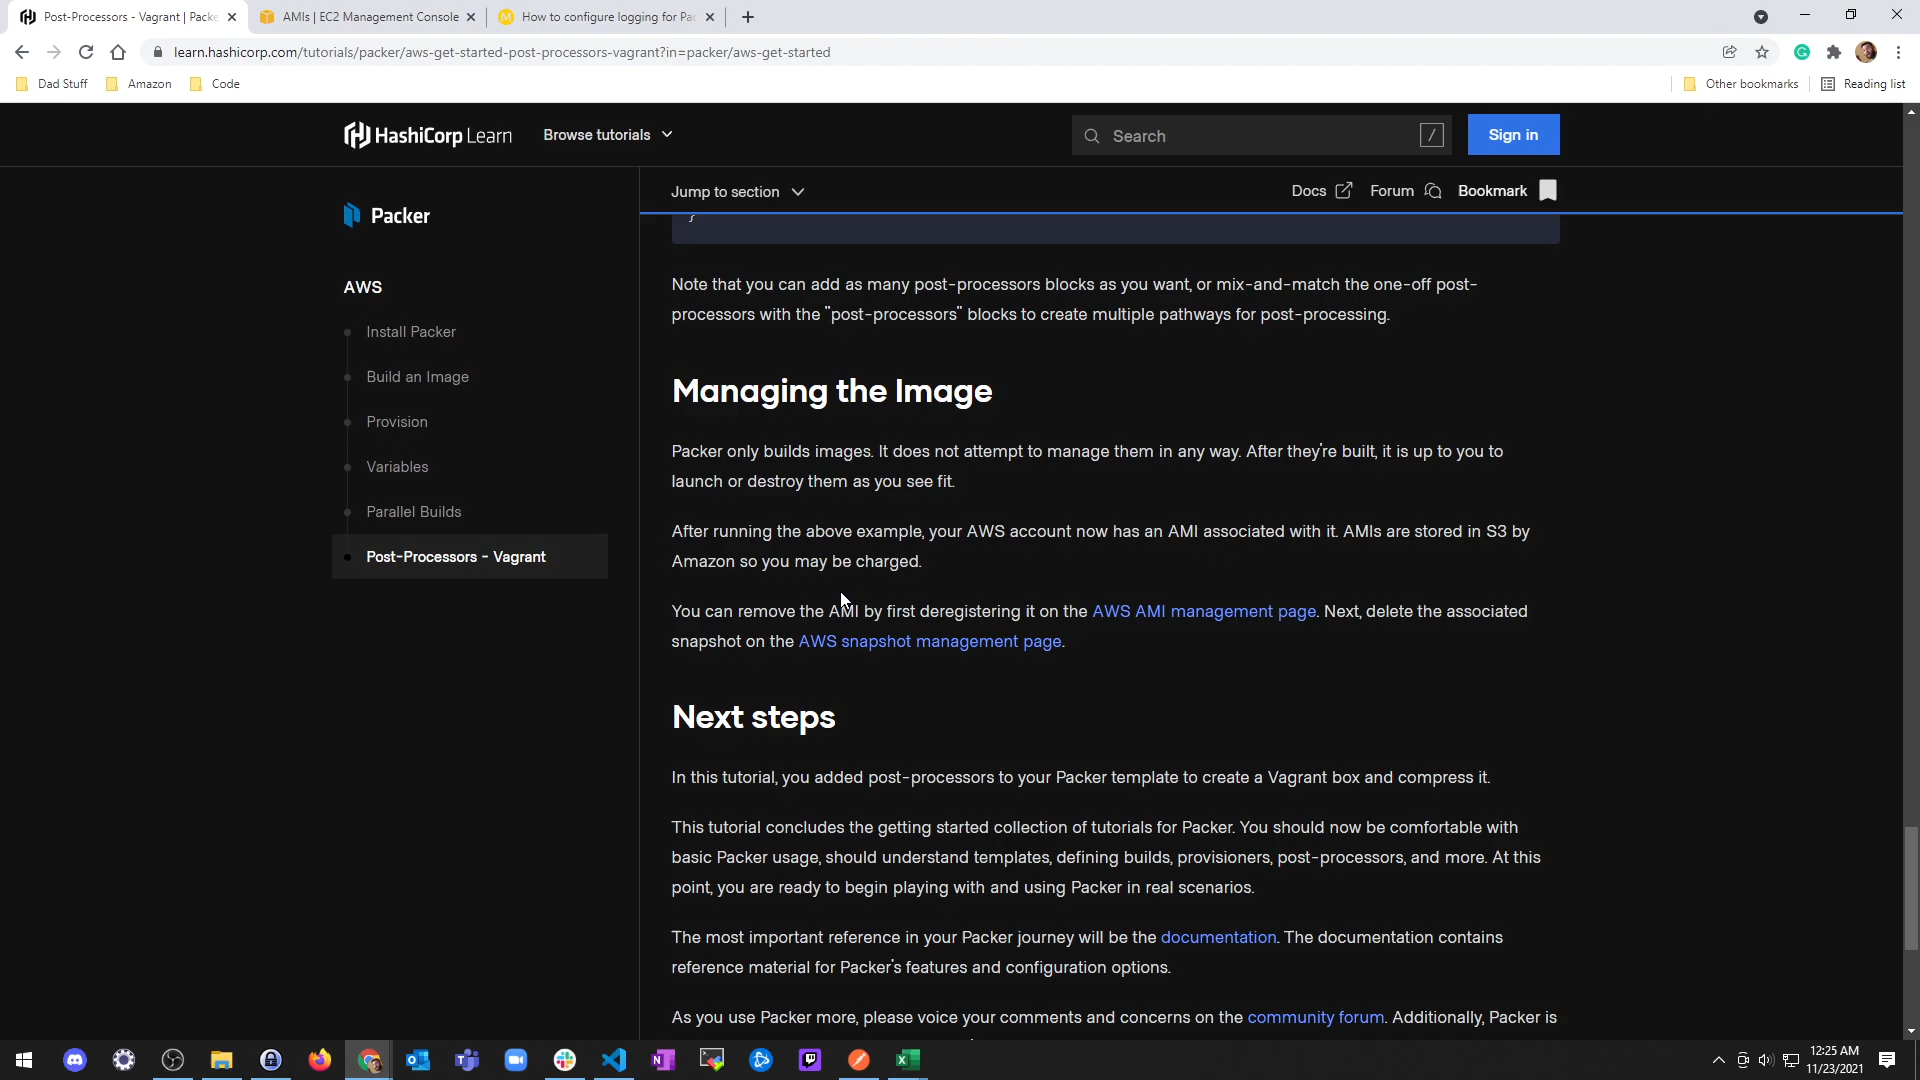 Post-Processors - Vagrant | Packe
AMIs | EC2 Management Console
How to configure logging for Pac
learn.hashicorp.com/tutorials/packer/aws-get-started-post-processors-vagrant?in=packer/aws-get-started
Dad Stuff
Amazon
Code
Other bookmarks
Reading list
HashiCorp Learn
Browse tutorials
Search
/
Sign in
Packer
Jump to section
Docs
Forum
Bookmark
AWS
Install Packer
Build an Image
Provision
Variables
Parallel Builds
Post-Processors - Vagrant
}
Note that you can add as many post-processors blocks as you want, or mix-and-match the one-off post-
processors with the "post-processors" blocks to create multiple pathways for post-processing.
Managing the Image
Packer only builds images. It does not attempt to manage them in any way. After they're built, it is up to you to
launch or destroy them as you see fit.
After running the above example, your AWS account now has an AMI associated with it. AMIs are stored in S3 by
Amazon so you may be charged.
You can remove the AMI by first deregistering it on the AWS AMI management page. Next, delete the associated
snapshot on the AWS snapshot management page.
Next steps
In this tutorial, you added post-processors to your Packer template to create a Vagrant box and compress it.
This tutorial concludes the getting started collection of tutorials for Packer. You should now be comfortable with
basic Packer usage, should understand templates, defining builds, provisioners, post-processors, and more. At this
point, you are ready to begin playing with and using Packer in real scenarios.
The most important reference in your Packer journey will be the documentation. The documentation contains
reference material for Packer's features and configuration options.
As you use Packer more, please voice your comments and concerns on the community forum. Additionally, Packer is
12:25 AM
11/23/2021